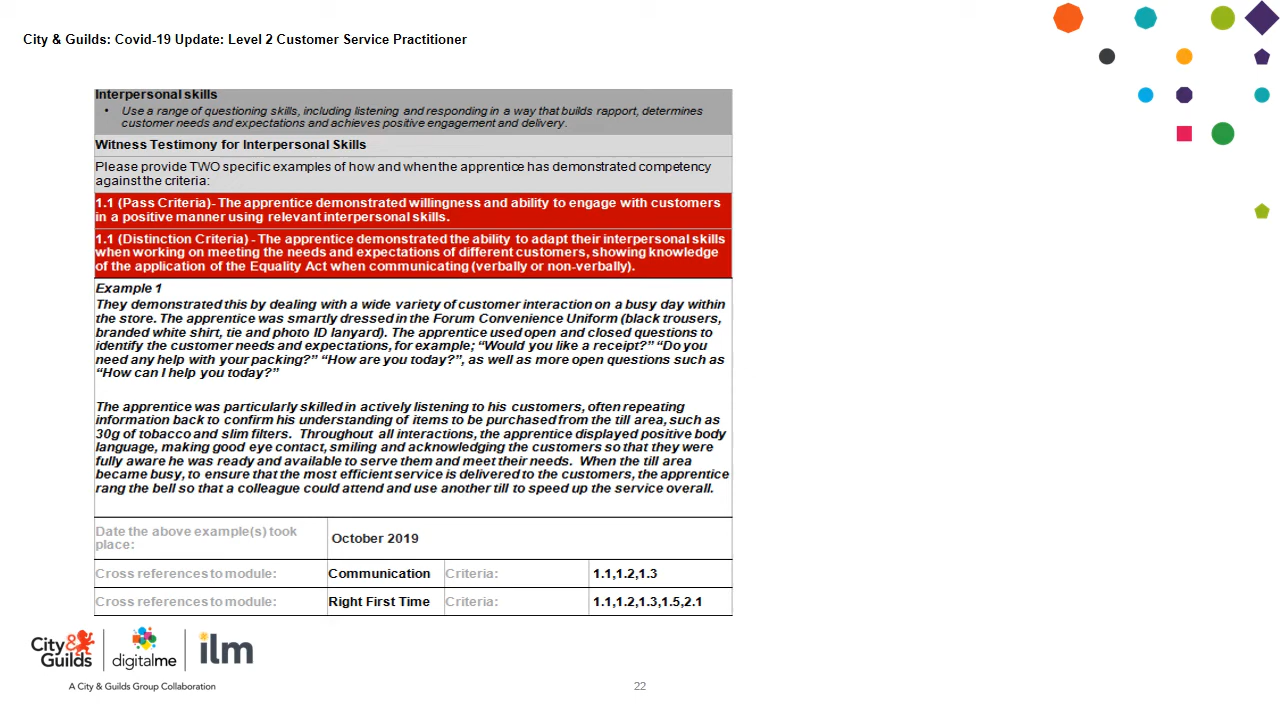 City & Guilds: Covid-19 Update: Level 2 Customer Service Practitioner
Interpersonal skills
• Use a range of questioning skills, including listening and responding in a way that builds rapport, determines
customer needs and expectations and achieves positive engagement and delivery.
Witness Testimony for Interpersonal Skills
Please provide TWO specific examples of how and when the apprentice has demonstrated competency
against the criteria:
1.1 (Pass Criteria)- The apprentice demonstrated willingness and ability to engage with customers
in a positive manner using relevant interpersonal skills.
1.1 (Distinction Criteria) - The apprentice demonstrated the ability to adapt their interpersonal skills
when working on meeting the needs and expectations of different customers, showing knowledge
of the application of the Equality Act when communicating (verbally or non-verbally).
Example 1
They demonstrated this by dealing with a wide variety of customer interaction on a busy day within
the store. The apprentice was smartly dressed in the Forum Convenience Uniform (black trousers,
branded white shirt, tie and photo ID lanyard). The apprentice used open and closed questions to
identify the customer needs and expectations, for example; “Would you like a receipt?” “Do you
need any help with your packing?” “How are you today?”, as well as more open questions such as
“How can I help you today?”
The apprentice was particularly skilled in actively listening to his customers, often repeating
information back to confirm his understanding of items to be purchased from the till area, such as
30g of tobacco and slim filters. Throughout all interactions, the apprentice displayed positive body
language, making good eye contact, smiling and acknowledging the customers so that they were
fully aware he was ready and available to serve them and meet their needs. When the till area
became busy, to ensure that the most efficient service is delivered to the customers, the apprentice
rang the bell so that a colleague could attend and use another till to speed up the service overall.
Date the above example(s) took
place:
October 2019
Cross references to module: Communication Criteria: 1.1,1.2,1.3
Cross references to module: Right First Time Criteria: 1.1,1.2,1.3,1.5,2.1
City &
Guilds
digitalme
ilm
A City & Guilds Group Collaboration
22